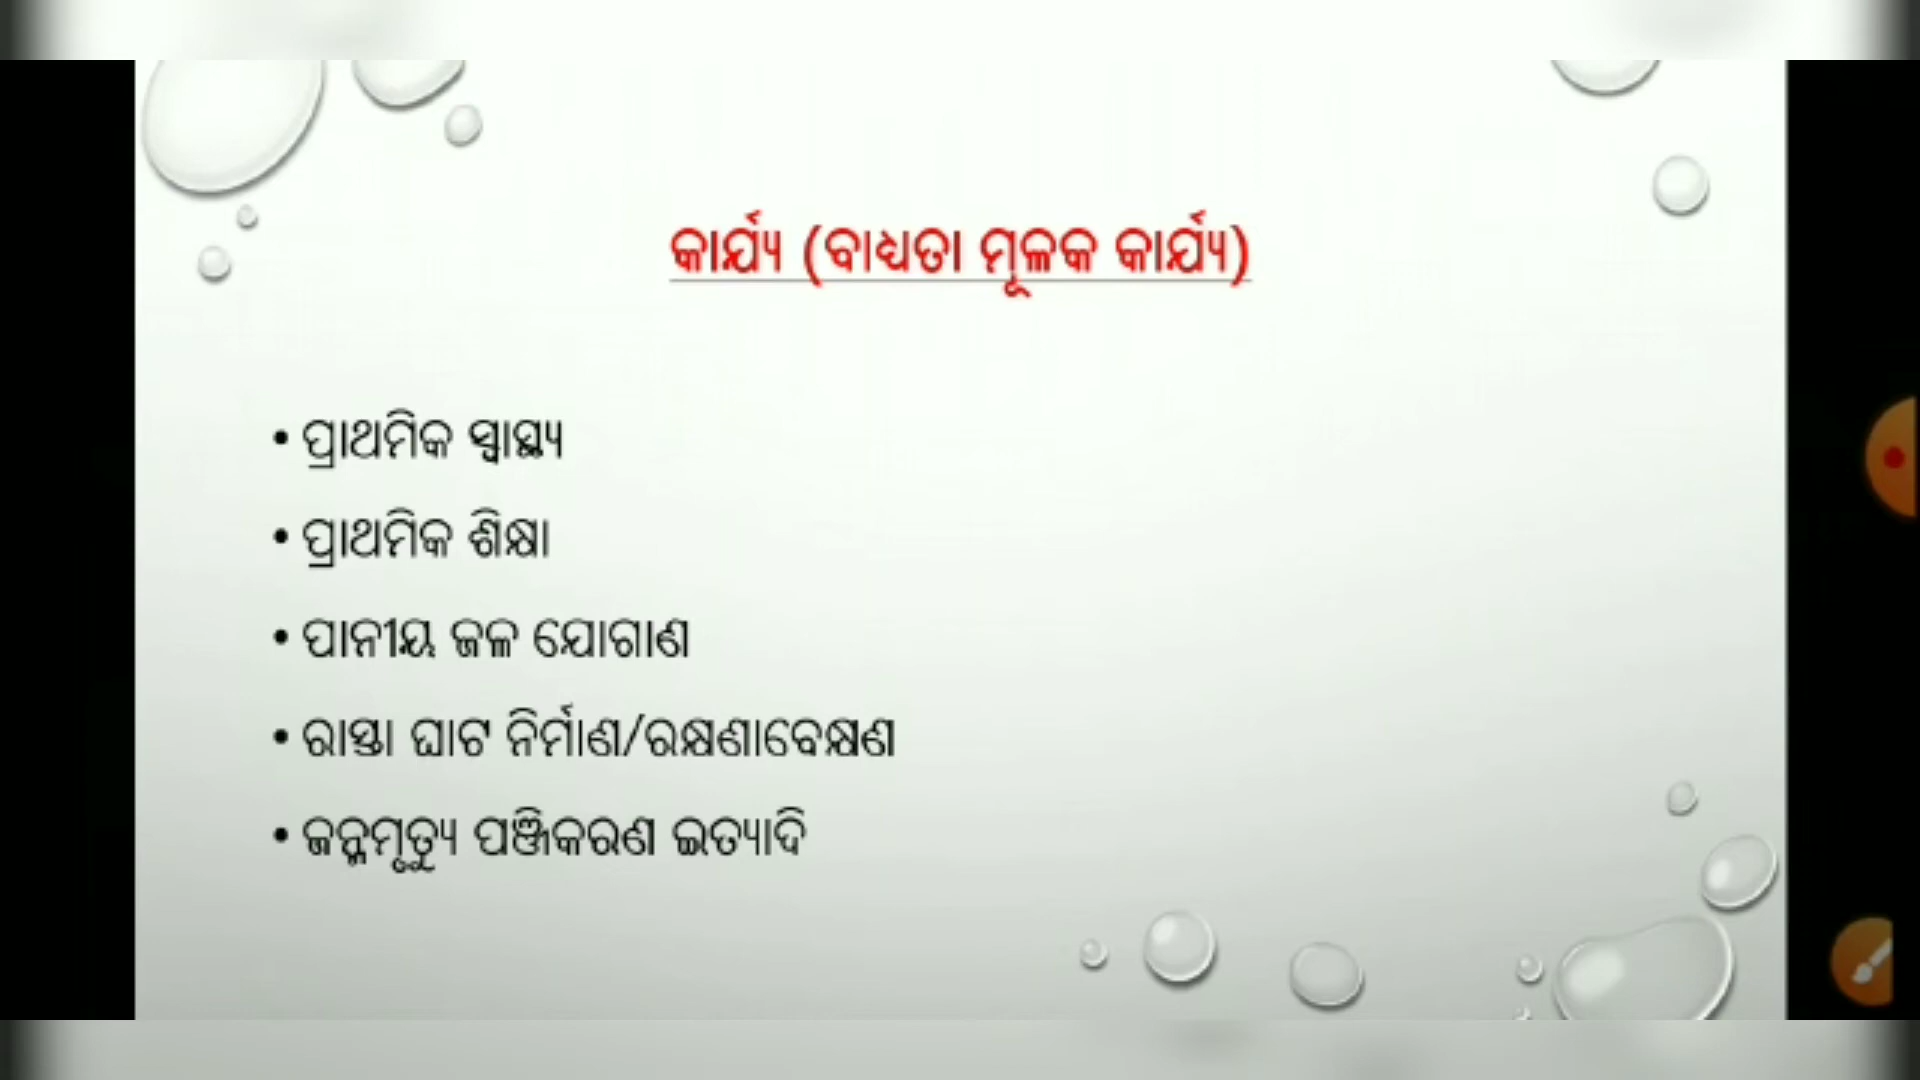 କାର୍ଯ୍ୟ (ବାଧ୍ୟତା ମୂଳକ କାର୍ଯ୍ୟ)
• ପ୍ରାଥମିକ ସ୍ୱାସ୍ଥ୍ୟ
• ପ୍ରାଥମିକ ଶିକ୍ଷା
• ପାନୀୟ ଜଳ ଯୋଗାଣ
• ରାସ୍ତା ଘାଟ ନିର୍ମାଣ/ରକ୍ଷଣାବେକ୍ଷଣ
• ଜନ୍ମମୃତ୍ୟୁ ପଞ୍ଜିକରଣ ଇତ୍ୟାଦି